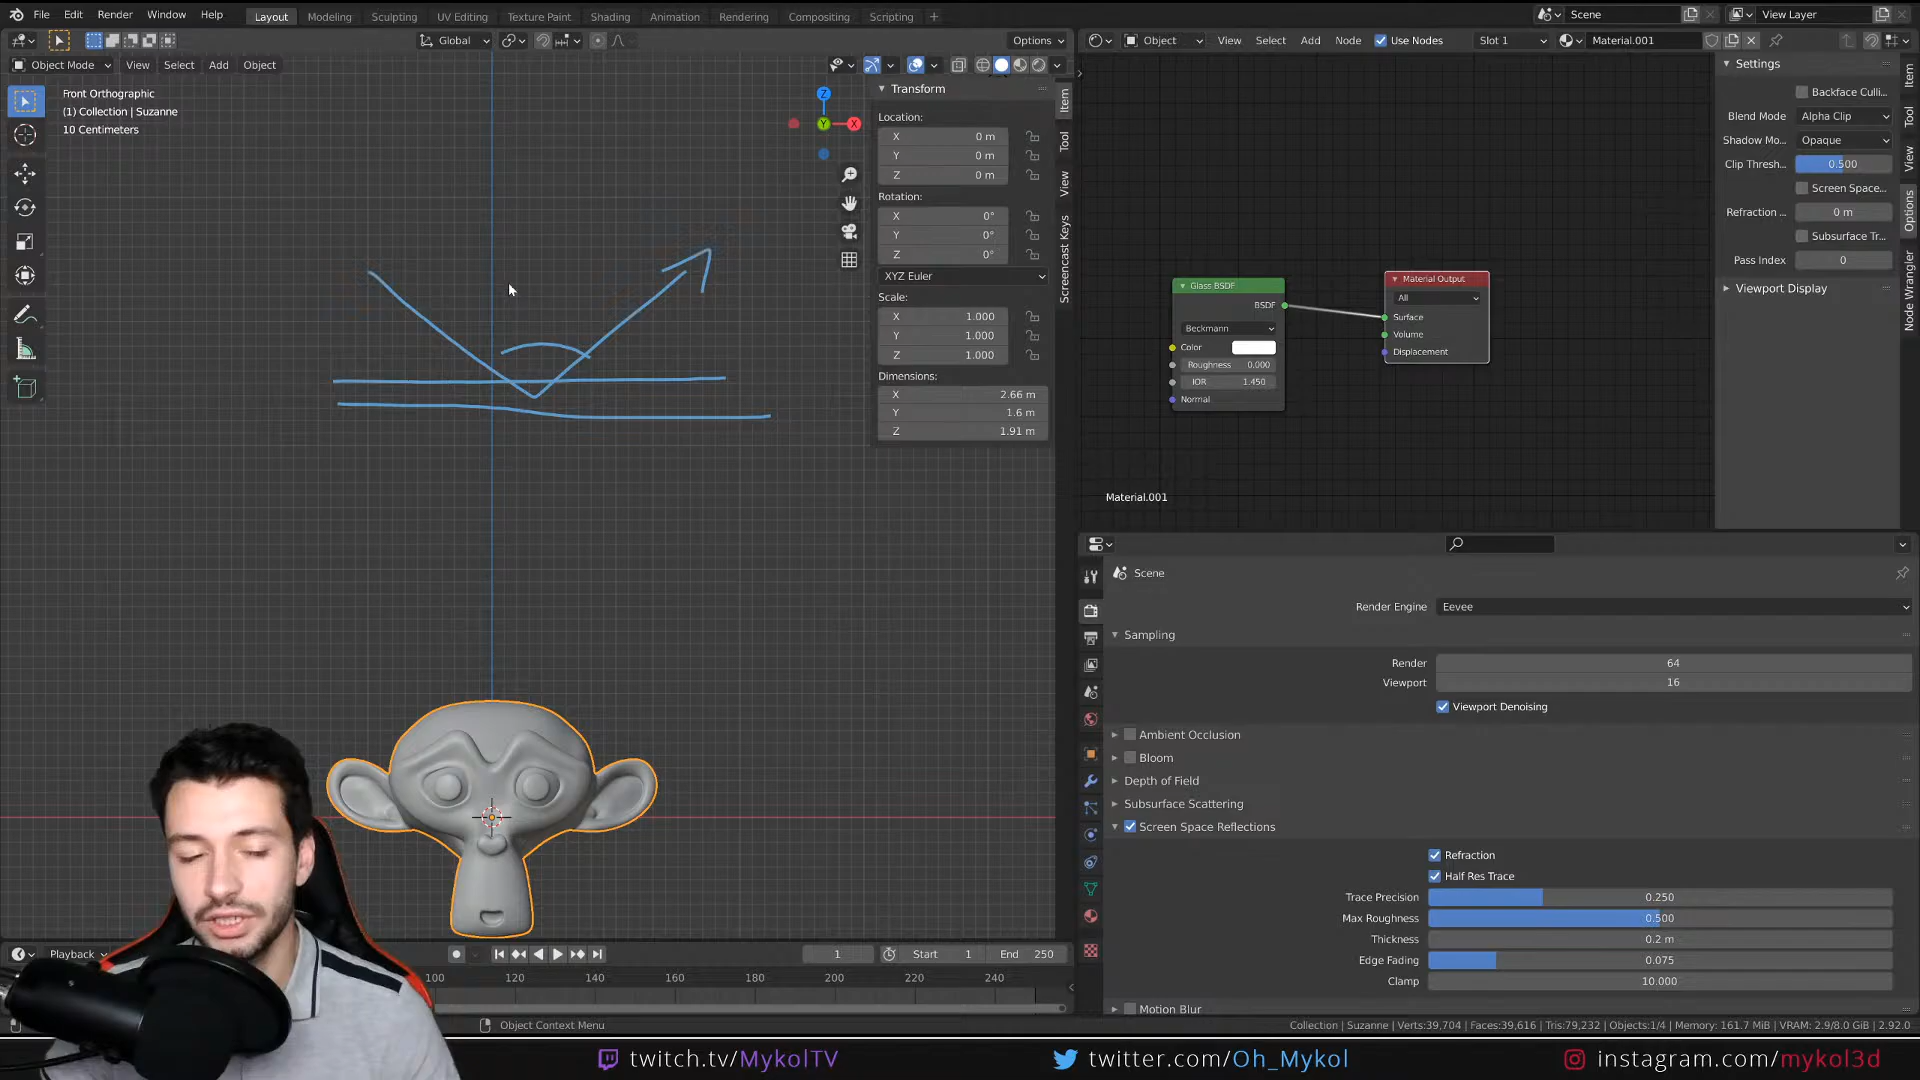 File Edit Render Window Help Layout Modeling Sculpting UV Editing Texture Paint Shading Animation Rendering Compositing Scripting + Scene View Layer
Global Options
Object Mode View Select Add Object
Front Orthographic
(1) Collection | Suzanne
10 Centimeters
Z
Y
X
Transform
Location:
X 0 m
Y 0 m
Z 0 m
Rotation:
X 0°
Y 0°
Z 0°
XYZ Euler
Scale:
X 1.000
Y 1.000
Z 1.000
Dimensions:
X 2.66 m
Y 1.6 m
Z 1.91 m
Item
Tool
View
Screencast Keys
Object View Select Add Node Use Nodes Slot 1 Material.001
Glass BSDF
BSDF
Beckmann
Color
Roughness 0.000
IOR 1.450
Normal
Material Output
All
Surface
Volume
Displacement
Material.001
Settings
Backface Culli...
Blend Mode Alpha Clip
Shadow Mo... Opaque
Clip Thresh... 0.500
Screen Space...
Refraction ... 0 m
Subsurface Tr...
Pass Index 0
Viewport Display
Item
Tool
View
Options
Node Wrangler
Scene
Render Engine Eevee
Sampling
Render 64
Viewport 16
Viewport Denoising
Ambient Occlusion
Bloom
Depth of Field
Subsurface Scattering
Screen Space Reflections
Refraction
Half Res Trace
Trace Precision 0.250
Max Roughness 0.500
Thickness 0.2 m
Edge Fading 0.075
Clamp 10.000
Motion Blur
Playback 1 Start 1 End 250
100 120 140 160 180 200 220 240
Object Context Menu
Collection | Suzanne | Verts:39,704 | Faces:39,616 | Tris:79,232 | Objects:1/4 | Memory: 161.7 MiB | VRAM: 2.9/8.0 GiB | 2.92.0
twitch.tv/MykolTV twitter.com/Oh_Mykol instagram.com/mykol3d